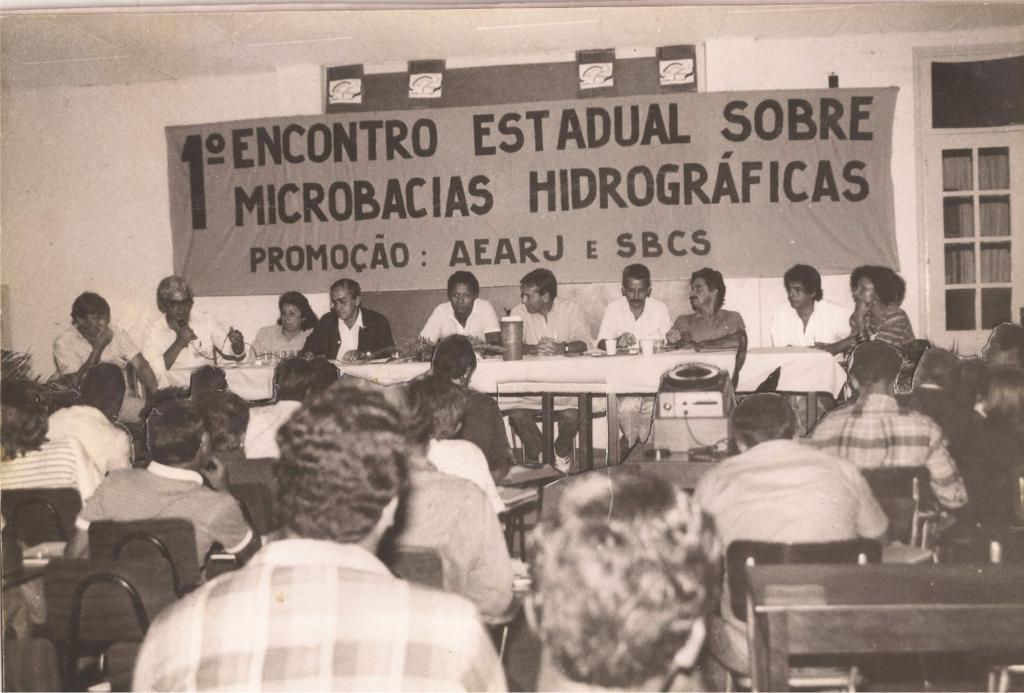 1º ENCONTRO ESTADUAL SOBRE
MICROBACIAS HIDROGRÁFICAS
PROMOÇÃO : AEARJ E SBCS